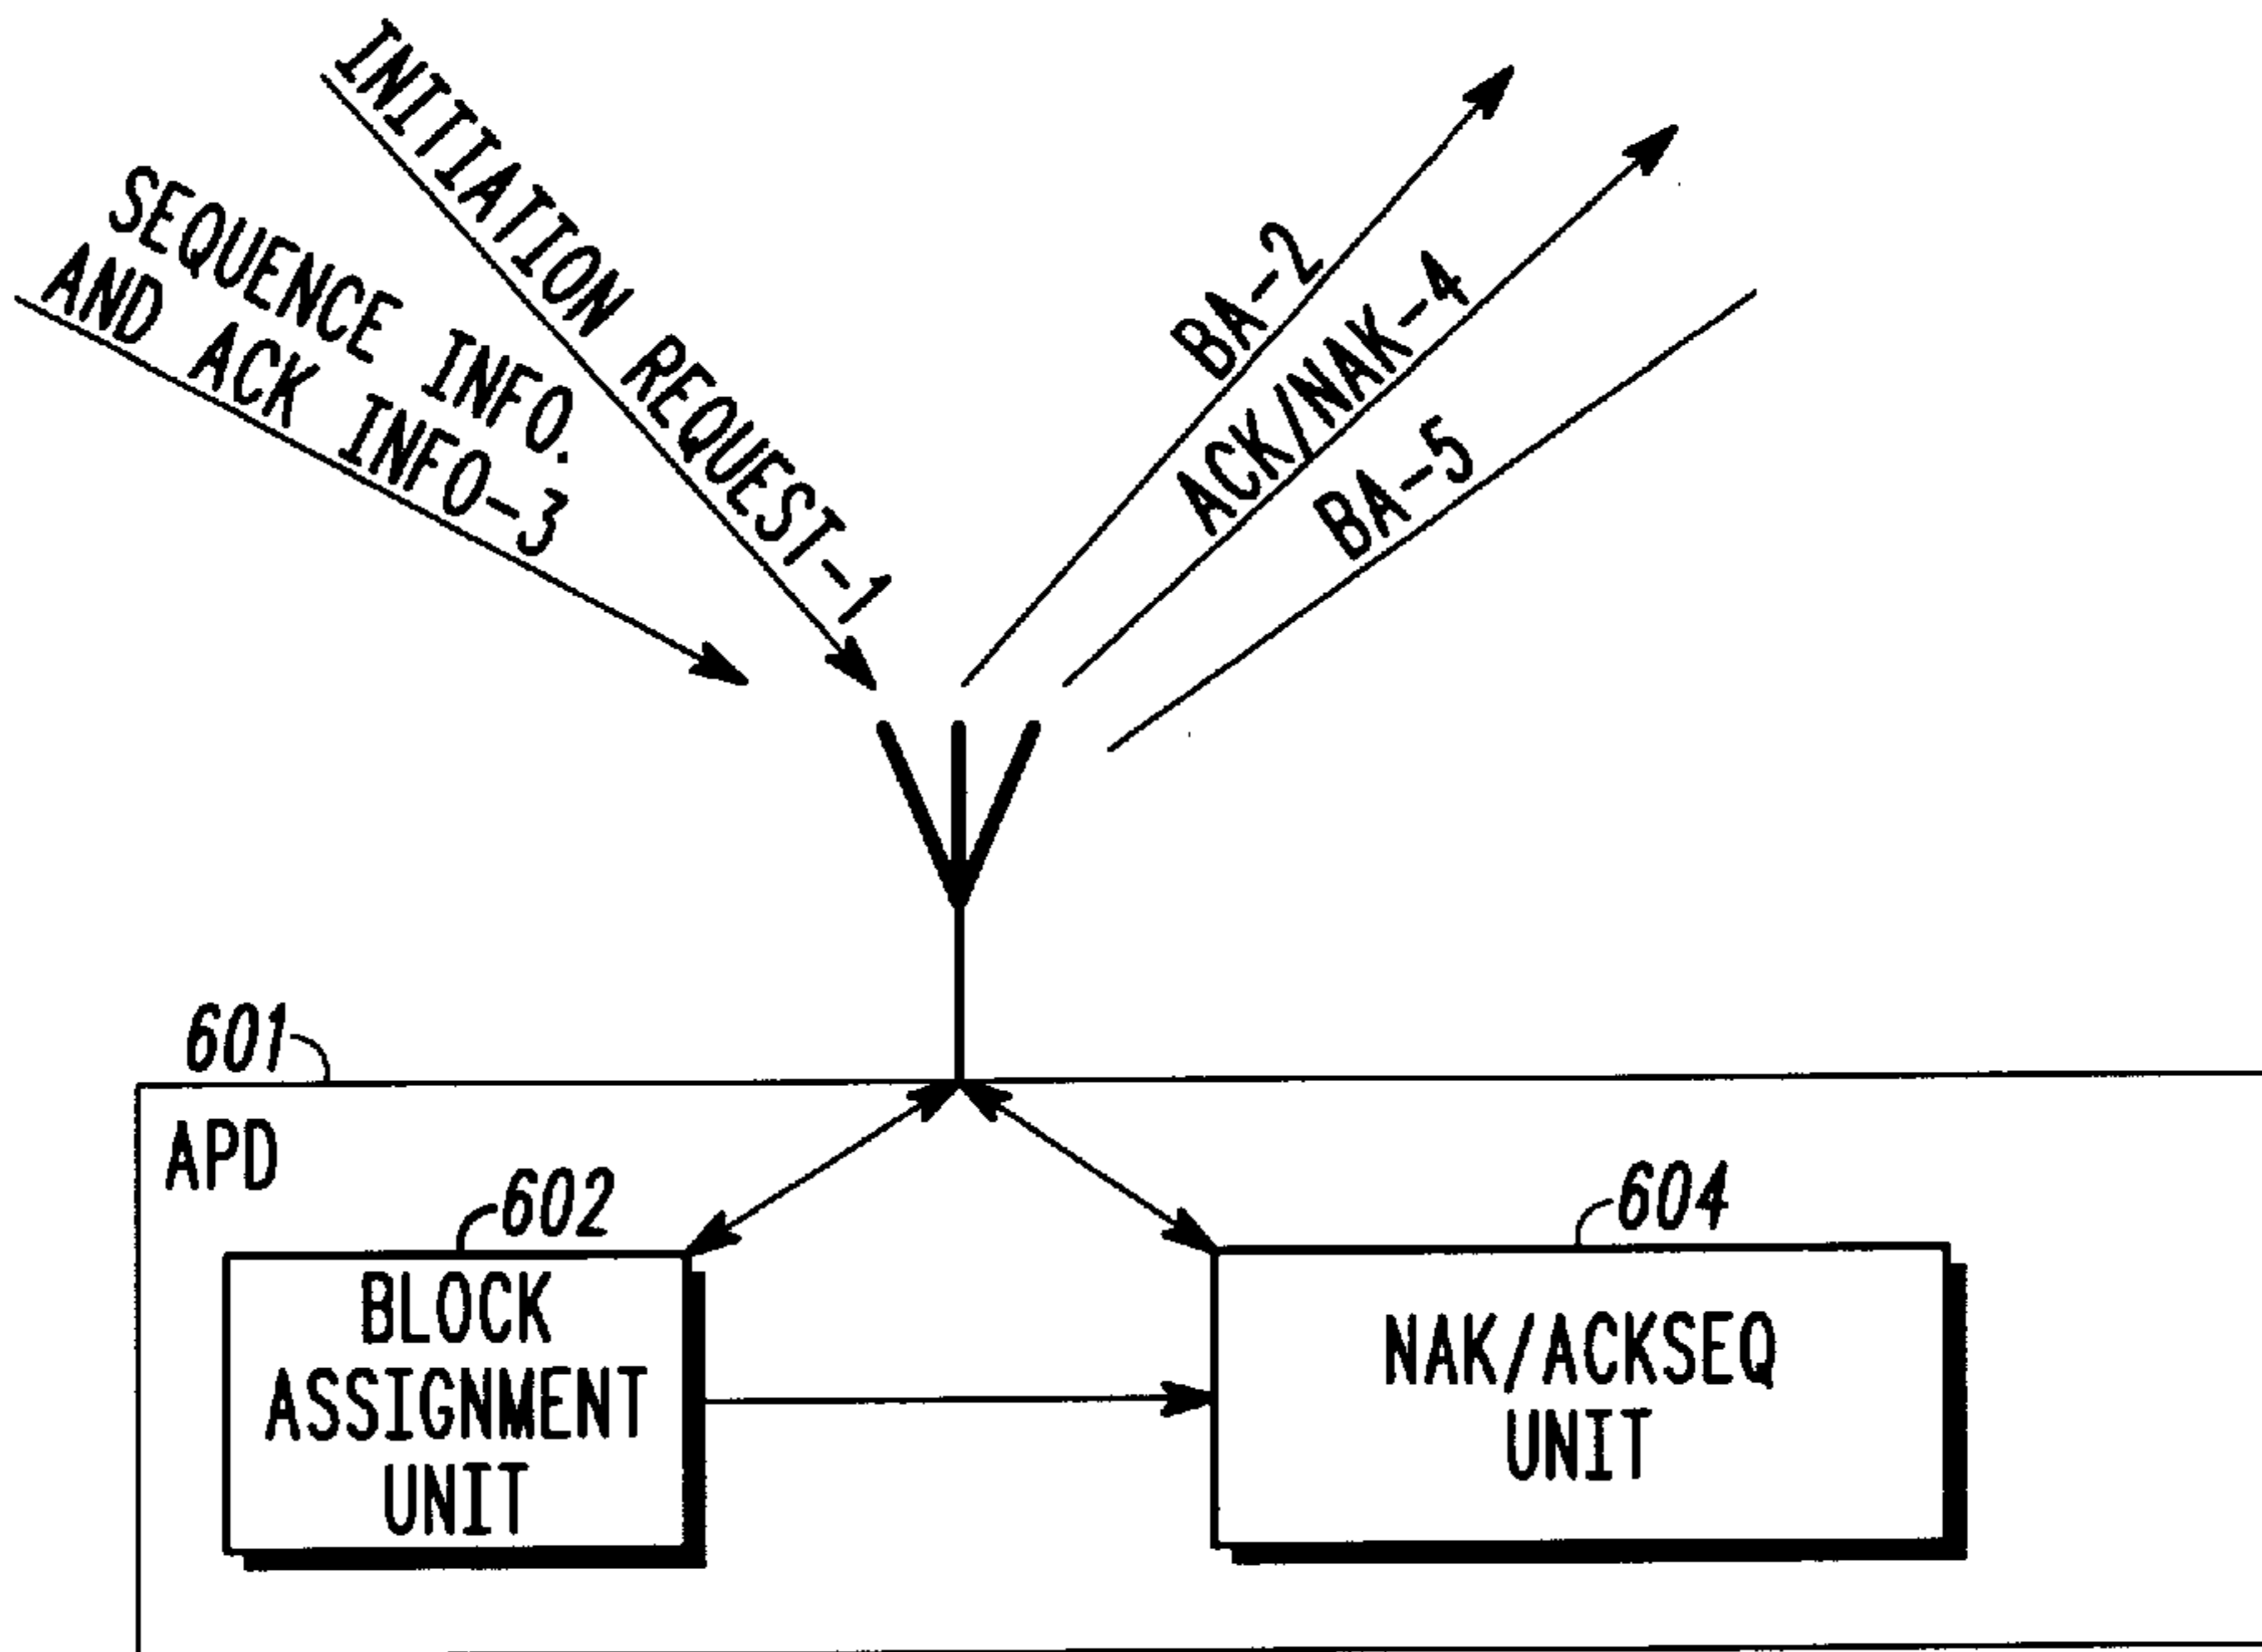 INITIATION REQUEST-1
SEQUENCE INFO.
AND ACK INFO-3
BA-2
ACK/NAK-4
BA-5
601
APD
602
604
BLOCK
ASSIGNMENT
UNIT
NAK/ACKSEQ
UNIT